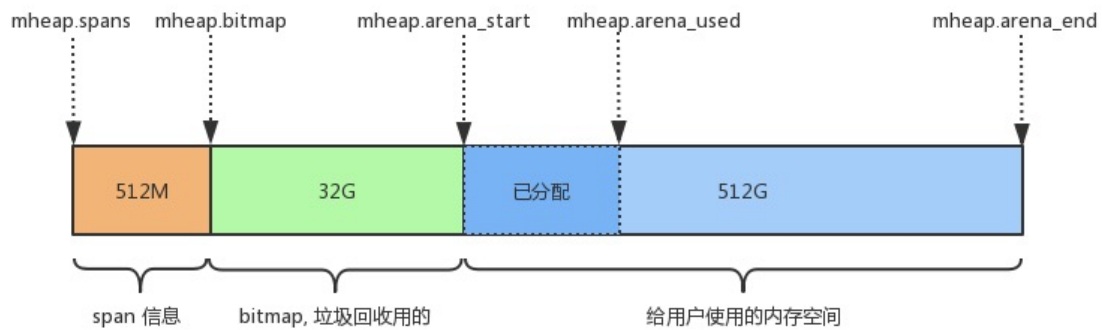 mheap.spans mheap.bitmap mheap.arena_start mheap.arena_used mheap.arena_end
512M 32G 已分配 512G
span 信息 bitmap, 垃圾回收用的 给用户使用的内存空间